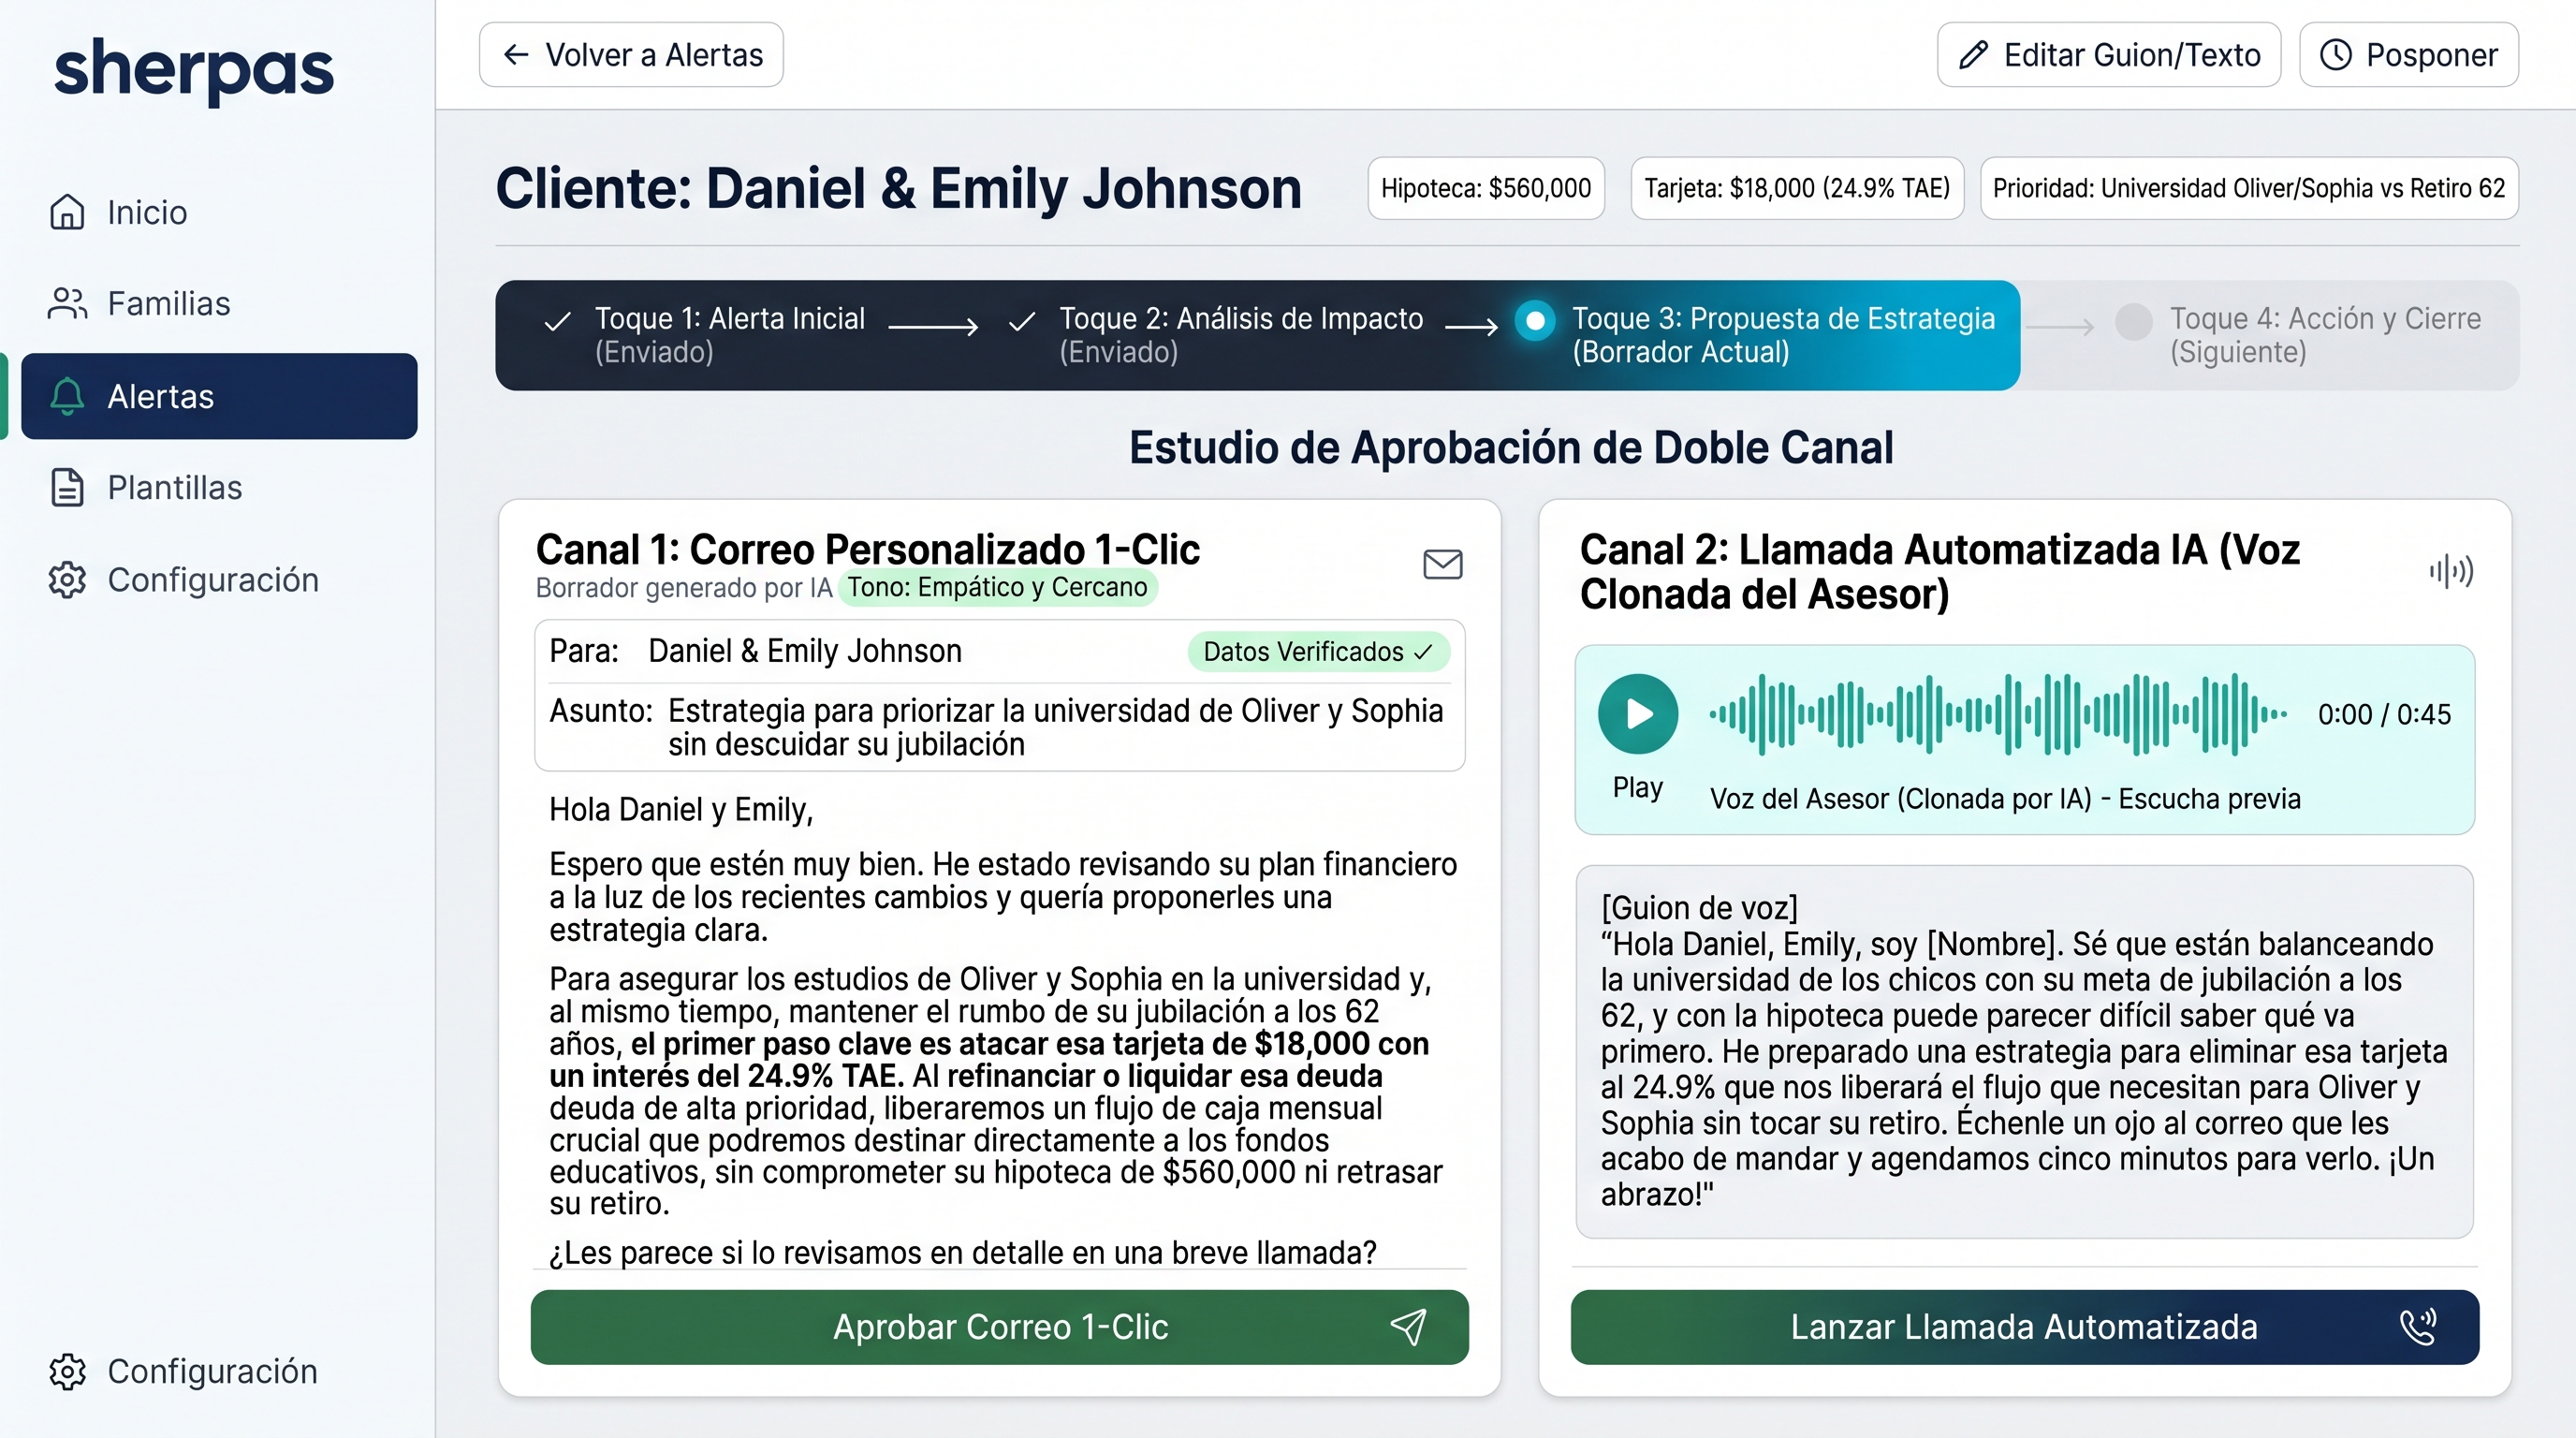 sherpas
Inicio
Familias
Alertas
Plantillas
Configuración
Configuración
Volver a Alertas
Editar Guion/Texto
Posponer
Cliente: Daniel & Emily Johnson
Hipoteca: $560,000
Tarjeta: $18,000 (24.9% TAE)
Prioridad: Universidad Oliver/Sophia vs Retiro 62
Toque 1: Alerta Inicial
(Enviado)
Toque 2: Análisis de Impacto
(Enviado)
Toque 3: Propuesta de Estrategia
(Borrador Actual)
Toque 4: Acción y Cierre
(Siguiente)
Estudio de Aprobación de Doble Canal
Canal 1: Correo Personalizado 1-Clic
Borrador generado por IA Tono: Empático y Cercano
Para: Daniel & Emily Johnson
Datos Verificados ✓
Asunto: Estrategia para priorizar la universidad de Oliver y Sophia
sin descuidar su jubilación
Hola Daniel y Emily,
Espero que estén muy bien. He estado revisando su plan financiero
a la luz de los recientes cambios y quería proponerles una
estrategia clara.
Para asegurar los estudios de Oliver y Sophia en la universidad y,
al mismo tiempo, mantener el rumbo de su jubilación a los 62
años, el primer paso clave es atacar esa tarjeta de $18,000 con
un interés del 24.9% TAE. Al refinanciar o liquidar esa deuda
deuda de alta prioridad, liberaremos un flujo de caja mensual
crucial que podremos destinar directamente a los fondos
educativos, sin comprometer su hipoteca de $560,000 ni retrasar
su retiro.
¿Les parece si lo revisamos en detalle en una breve llamada?
Aprobar Correo 1-Clic
Canal 2: Llamada Automatizada IA (Voz
Clonada del Asesor)
0:00 / 0:45
Play
Voz del Asesor (Clonada por IA) - Escucha previa
[Guion de voz]
“Hola Daniel, Emily, soy [Nombre]. Sé que están balanceando
la universidad de los chicos con su meta de jubilación a los
62, y con la hipoteca puede parecer difícil saber qué va
primero. He preparado una estrategia para eliminar esa tarjeta
al 24.9% que nos liberará el flujo que necesitan para Oliver y
Sophia sin tocar su retiro. Échenle un ojo al correo que les
acabo de mandar y agendamos cinco minutos para verlo. ¡Un
abrazo!"
Lanzar Llamada Automatizada